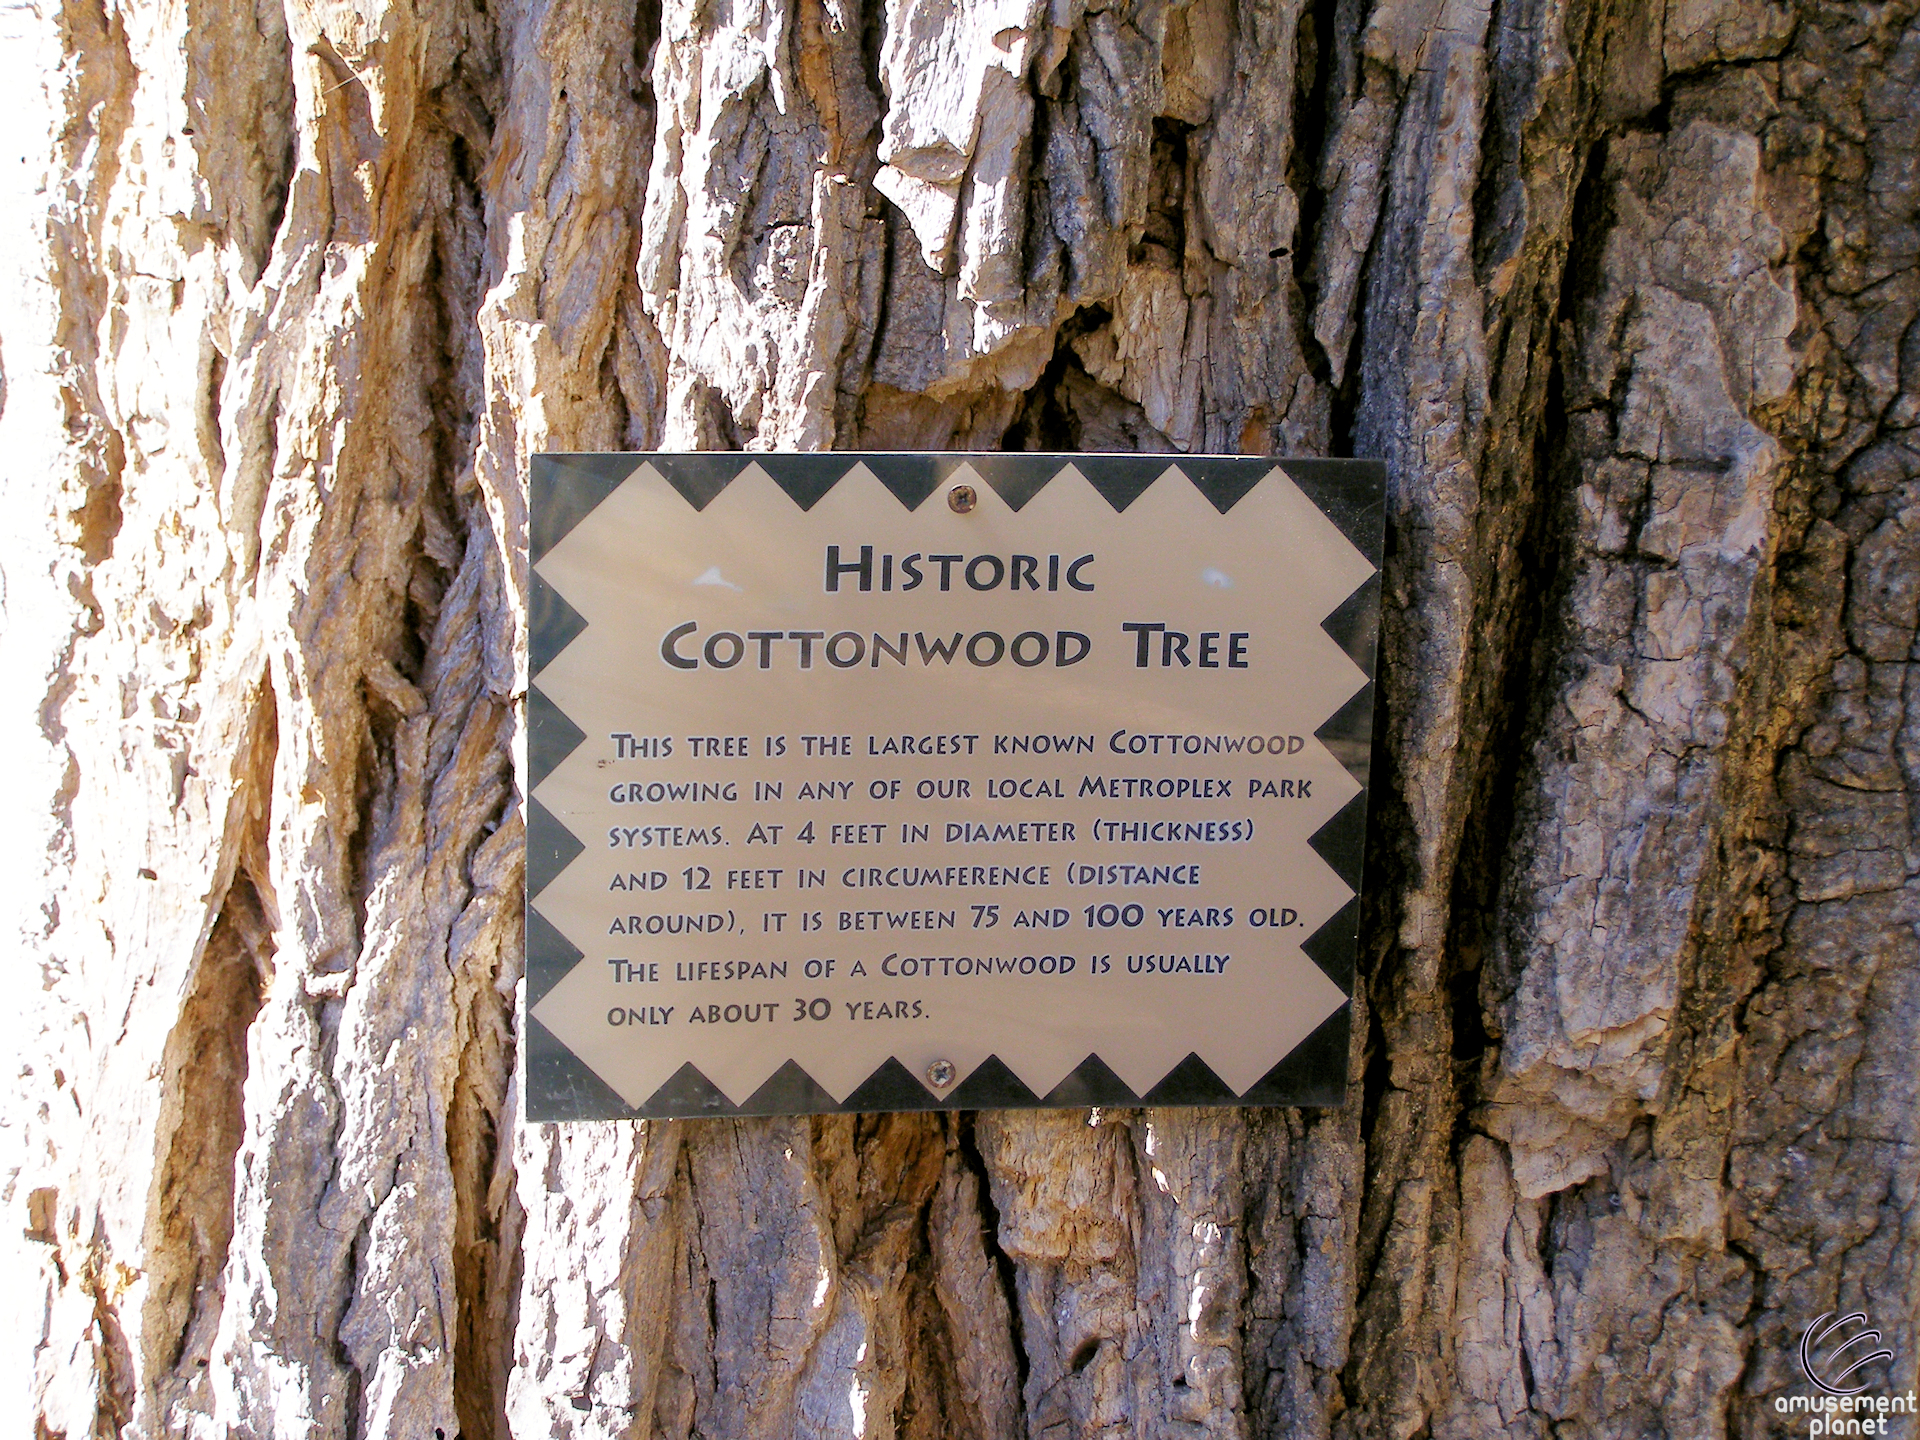 Historic
Cottonwood Tree
This tree is the largest known Cottonwood
growing in any of our local Metroplex park
systems. At 4 feet in diameter (thickness)
and 12 feet in circumference (distance
around), it is between 75 and 100 years old.
The lifespan of a Cottonwood is usually
only about 30 years.
amusement
planet